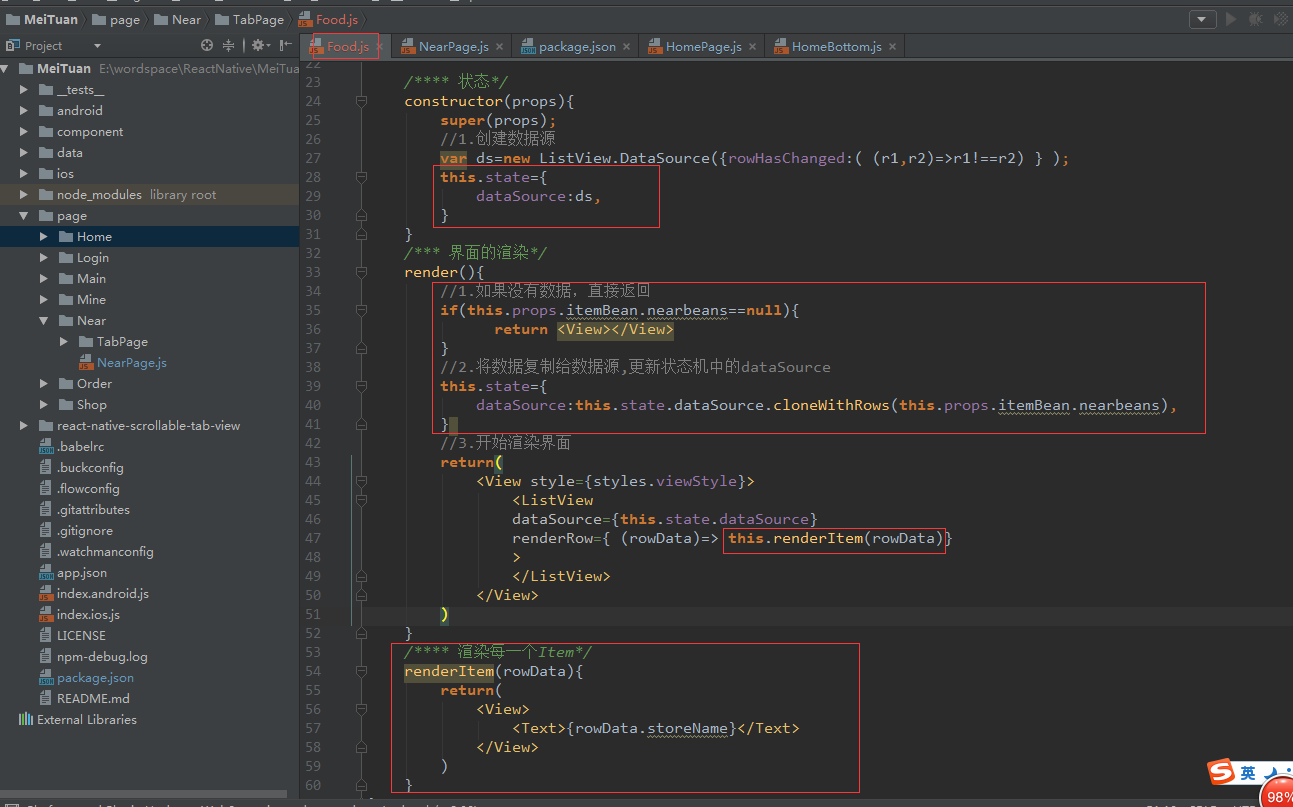 MeiTuan page Near TabPage Food.js
Project
Food.js NearPage.js package.json HomePage.js HomeBottom.js
MeiTuan E:\wordspace\ReactNative\MeiTua
__tests__
android
component
data
ios
node_modules library root
page
Home
Login
Main
Mine
Near
TabPage
NearPage.js
Order
Shop
react-native-scrollable-tab-view
.babelrc
.buckconfig
.flowconfig
.gitattributes
.gitignore
.watchmanconfig
app.json
index.android.js
index.ios.js
LICENSE
npm-debug.log
package.json
README.md
External Libraries
22
23 /**** 状态*/
24 constructor(props){
25 super(props);
26 //1.创建数据源
27 var ds=new ListView.DataSource({rowHasChanged:( (r1,r2)=>r1!==r2) } );
28 this.state={
29 dataSource:ds,
30 }
31 }
32 /*** 界面的渲染*/
33 render(){
34 //1.如果没有数据，直接返回
35 if(this.props.itemBean.nearbeans==null){
36 return <View></View>
37 }
38 //2.将数据复制给数据源,更新状态机中的dataSource
39 this.state={
40 dataSource:this.state.dataSource.cloneWithRows(this.props.itemBean.nearbeans),
41 }
42 //3.开始渲染界面
43 return(
44 <View style={styles.viewStyle}>
45 <ListView
46 dataSource={this.state.dataSource}
47 renderRow={ (rowData)=> this.renderItem(rowData)}
48 >
49 </ListView>
50 </View>
51 )
52 }
53 /**** 渲染每一个Item*/
54 renderItem(rowData){
55 return(
56 <View>
57 <Text>{rowData.storeName}</Text>
58 </View>
59 )
60 }
英
98%